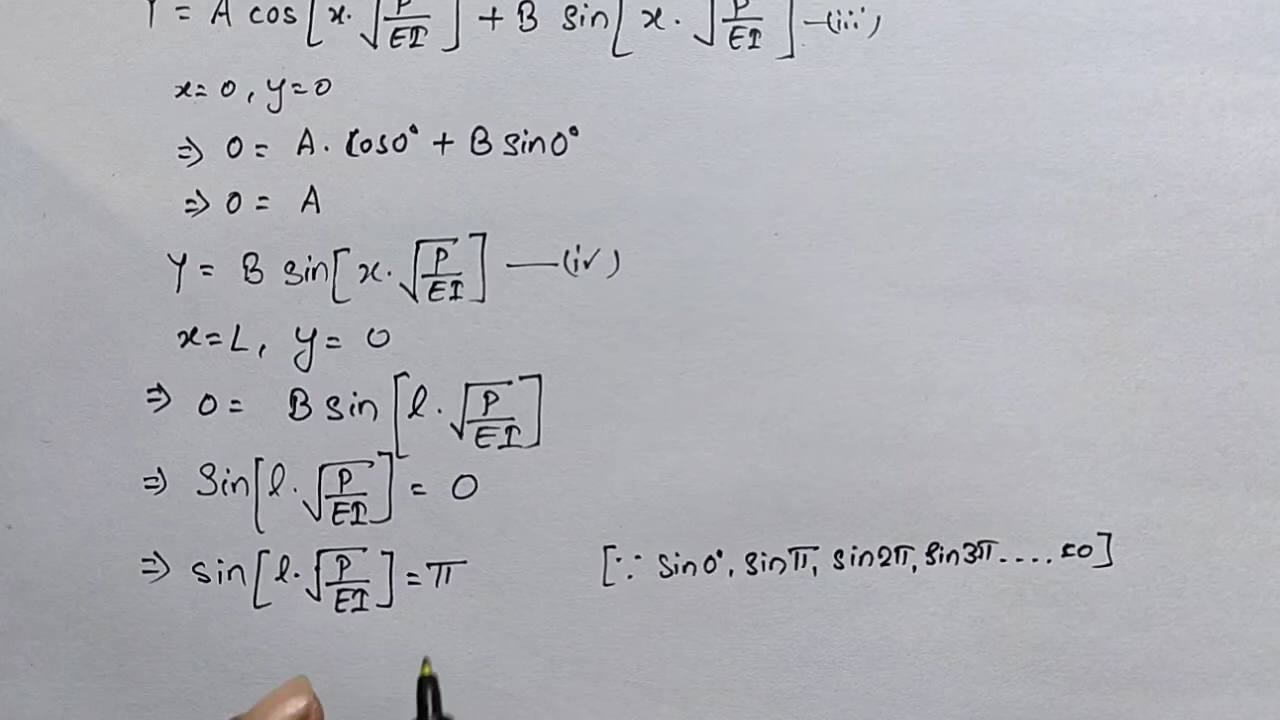 Y = A cos[x.√P/EI] + B sin[x.√P/EI] —(iii)
x=0, y=0
⇒ 0 = A. Cos0° + B sin0°
⇒ 0 = A
Y = B sin[x.√P/EI] —(iv)
x=L, y=0
⇒ 0 = B sin[l.√P/EI]
⇒ Sin[l.√P/EI] = 0
⇒ sin[l.√P/EI] = π [∵ sin0°, sinπ, sin2π, sin3π.....=0]